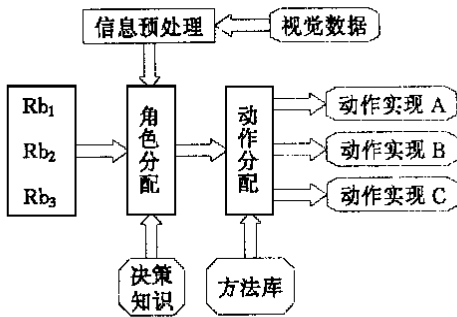 信息预处理
视觉数据
Rb₁
Rb₂
Rb₃
角色分配
动作分配
动作实现 A
动作实现 B
动作实现 C
决策
知识
方法库